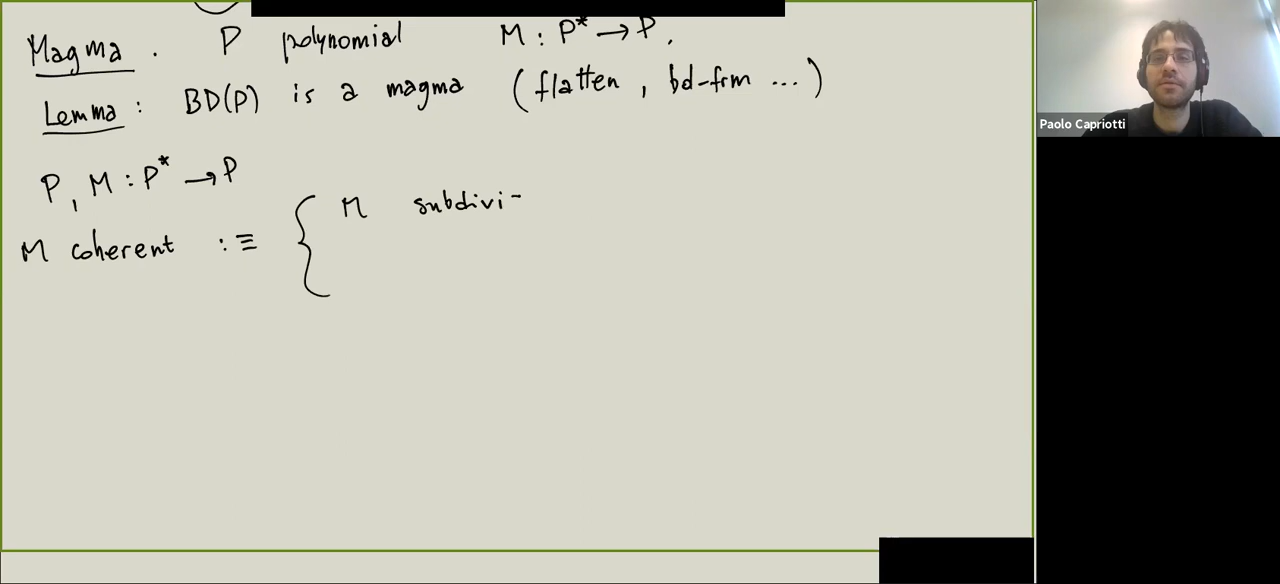 Magma . P polynomial M : P* → P .
Lemma : BD(P) is a magma ( flatten , bd-frm ... )
P , M : P* → P
M coherent :≡ { M subdivi-
Paolo Capriotti